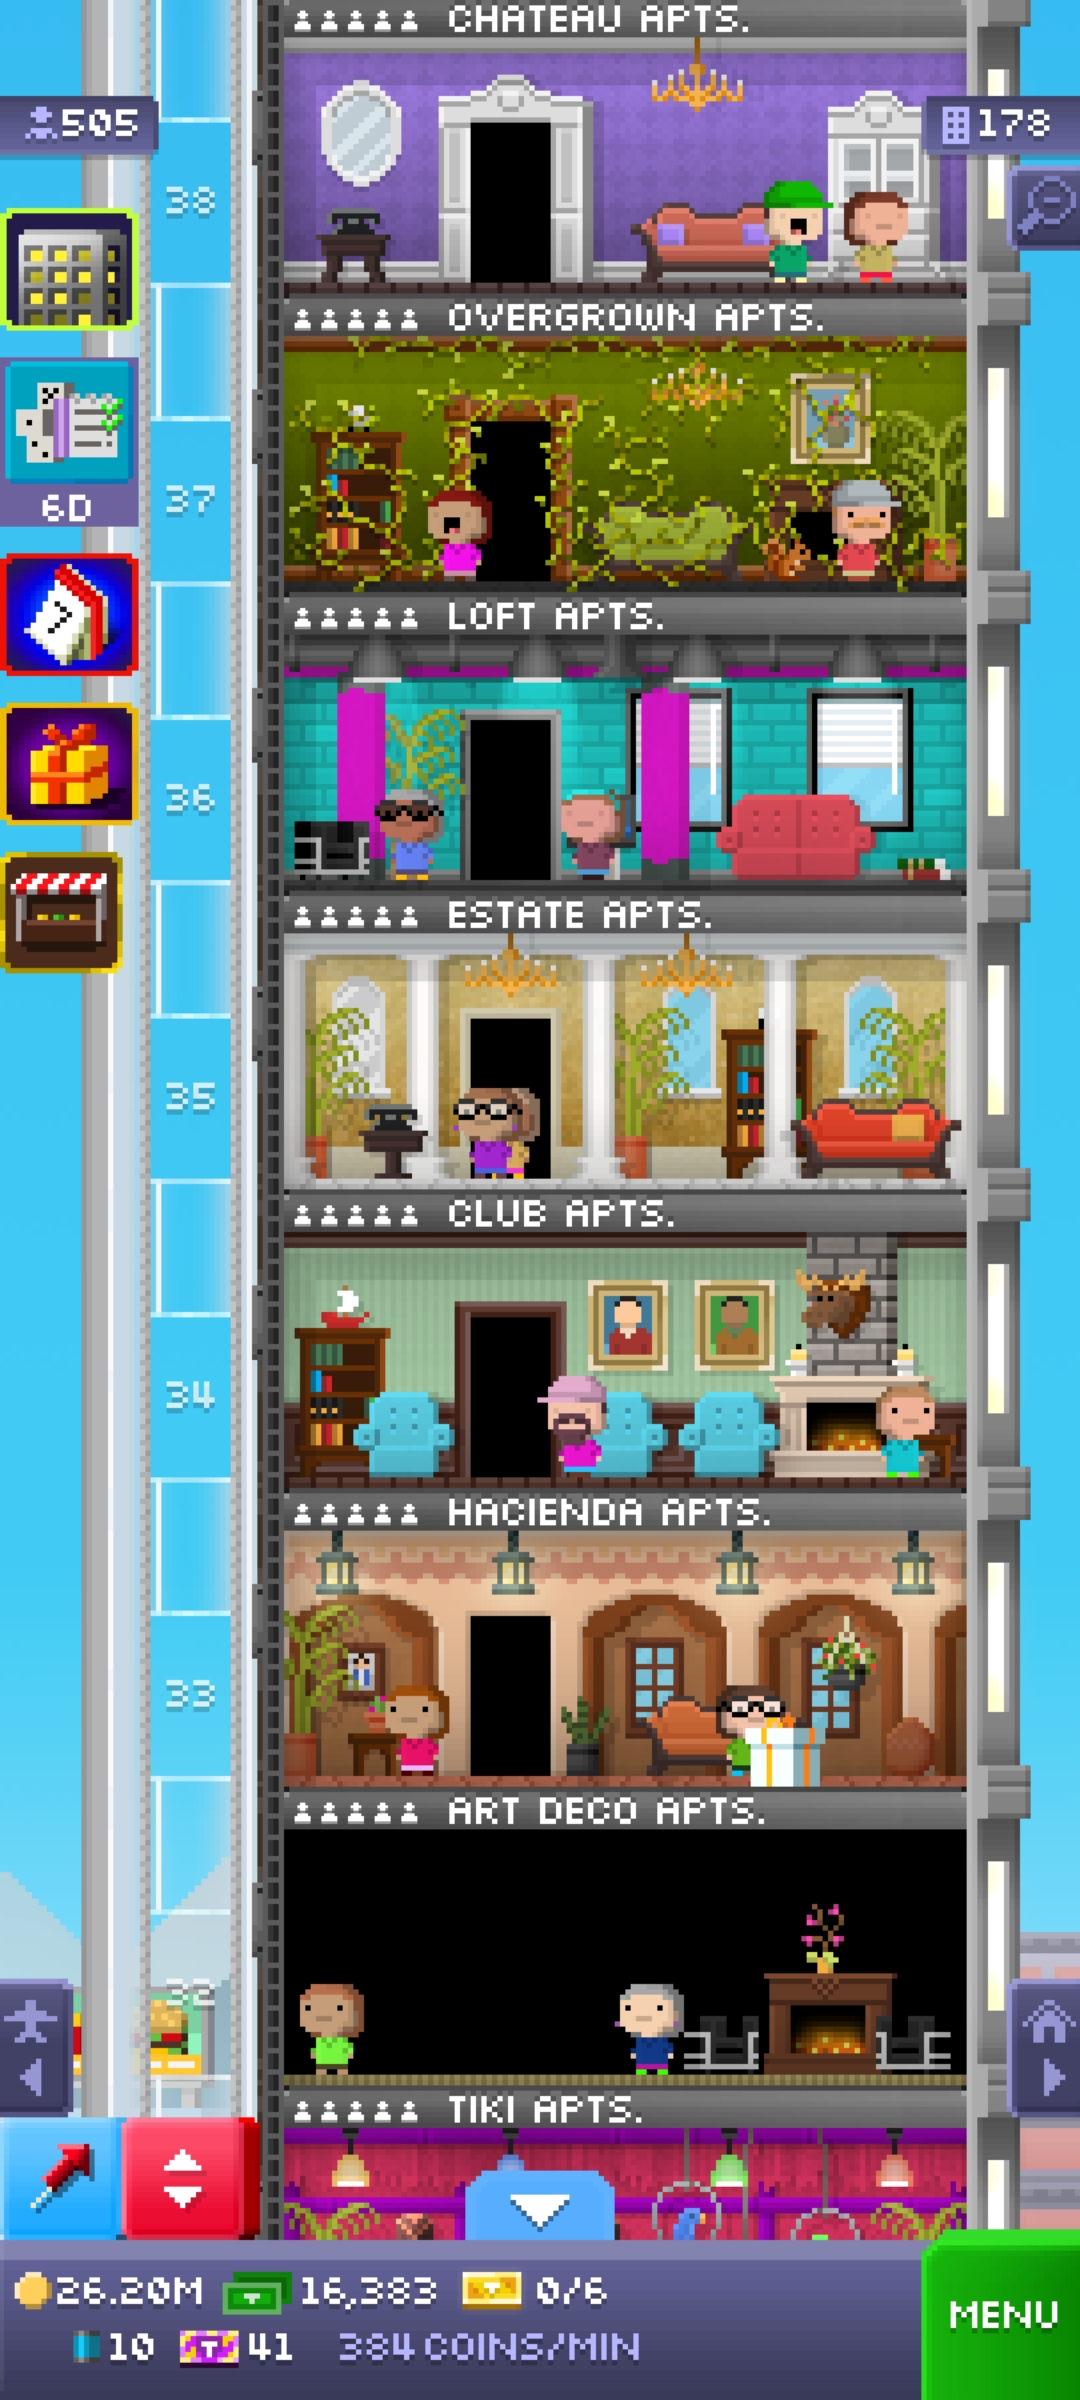 CHATEAU APTS.
505
178
38
OVERGROWN APTS.
37
6D
LOFT APTS.
7
36
ESTATE APTS.
35
CLUB APTS.
34
HACIENDA APTS.
33
ART DECO APTS.
32
TIKI APTS.
26.20M 16,383 0/6
MENU
10 T 41 384 COINS/MIN